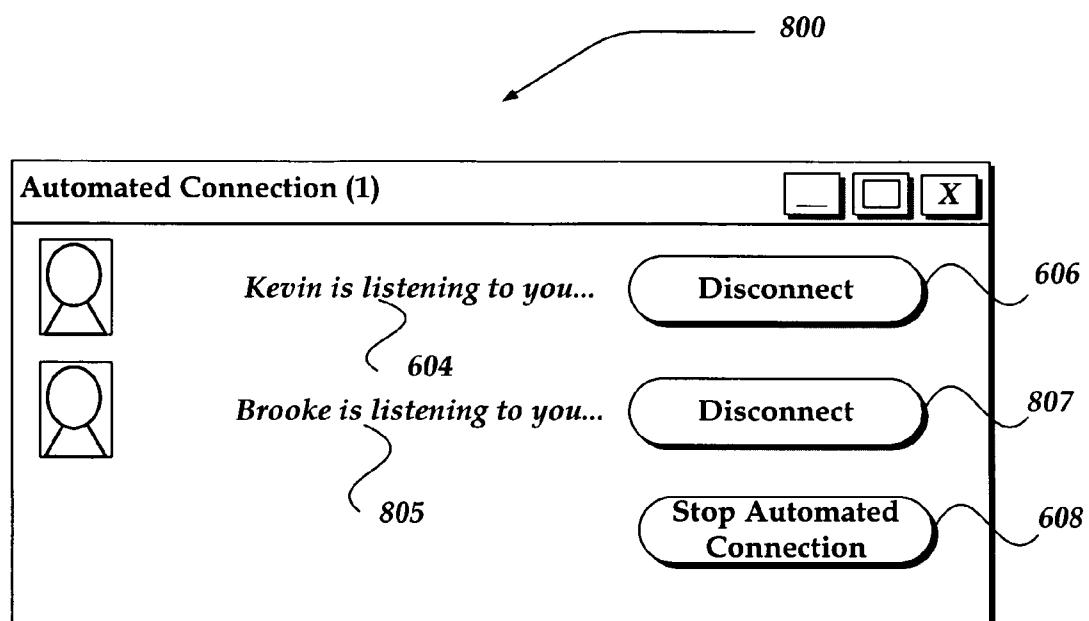 800
Automated Connection (1)
X
Kevin is listening to you...
Disconnect
606
604
Brooke is listening to you...
Disconnect
807
805
Stop Automated
Connection
608